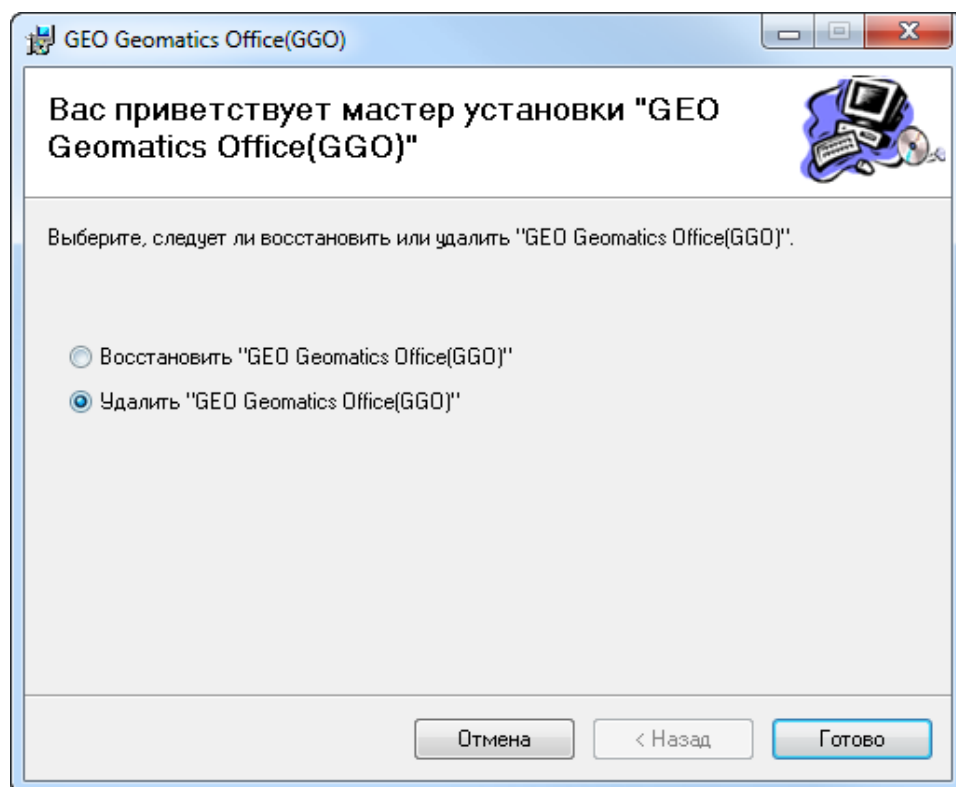 GEO Geomatics Office(GGO)
Вас приветствует мастер установки "GEO
Geomatics Office(GGO)"
Выберите, следует ли восстановить или удалить "GEO Geomatics Office(GGO)".
Восстановить "GEO Geomatics Office(GGO)"
Удалить "GEO Geomatics Office(GGO)"
Отмена
< Назад
Готово